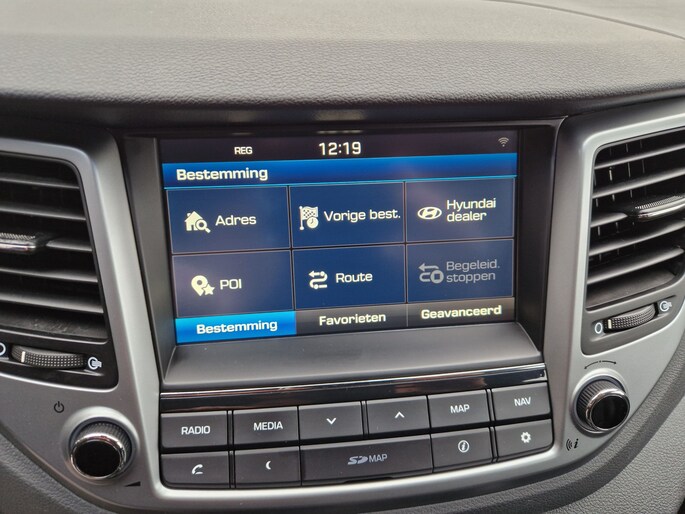 REG 12:19
Bestemming
Adres
Vorige best.
Hyundai
dealer
POI
Route
Begeleid.
stoppen
Bestemming Favorieten Geavanceerd
RADIO MEDIA MAP NAV
SD MAP